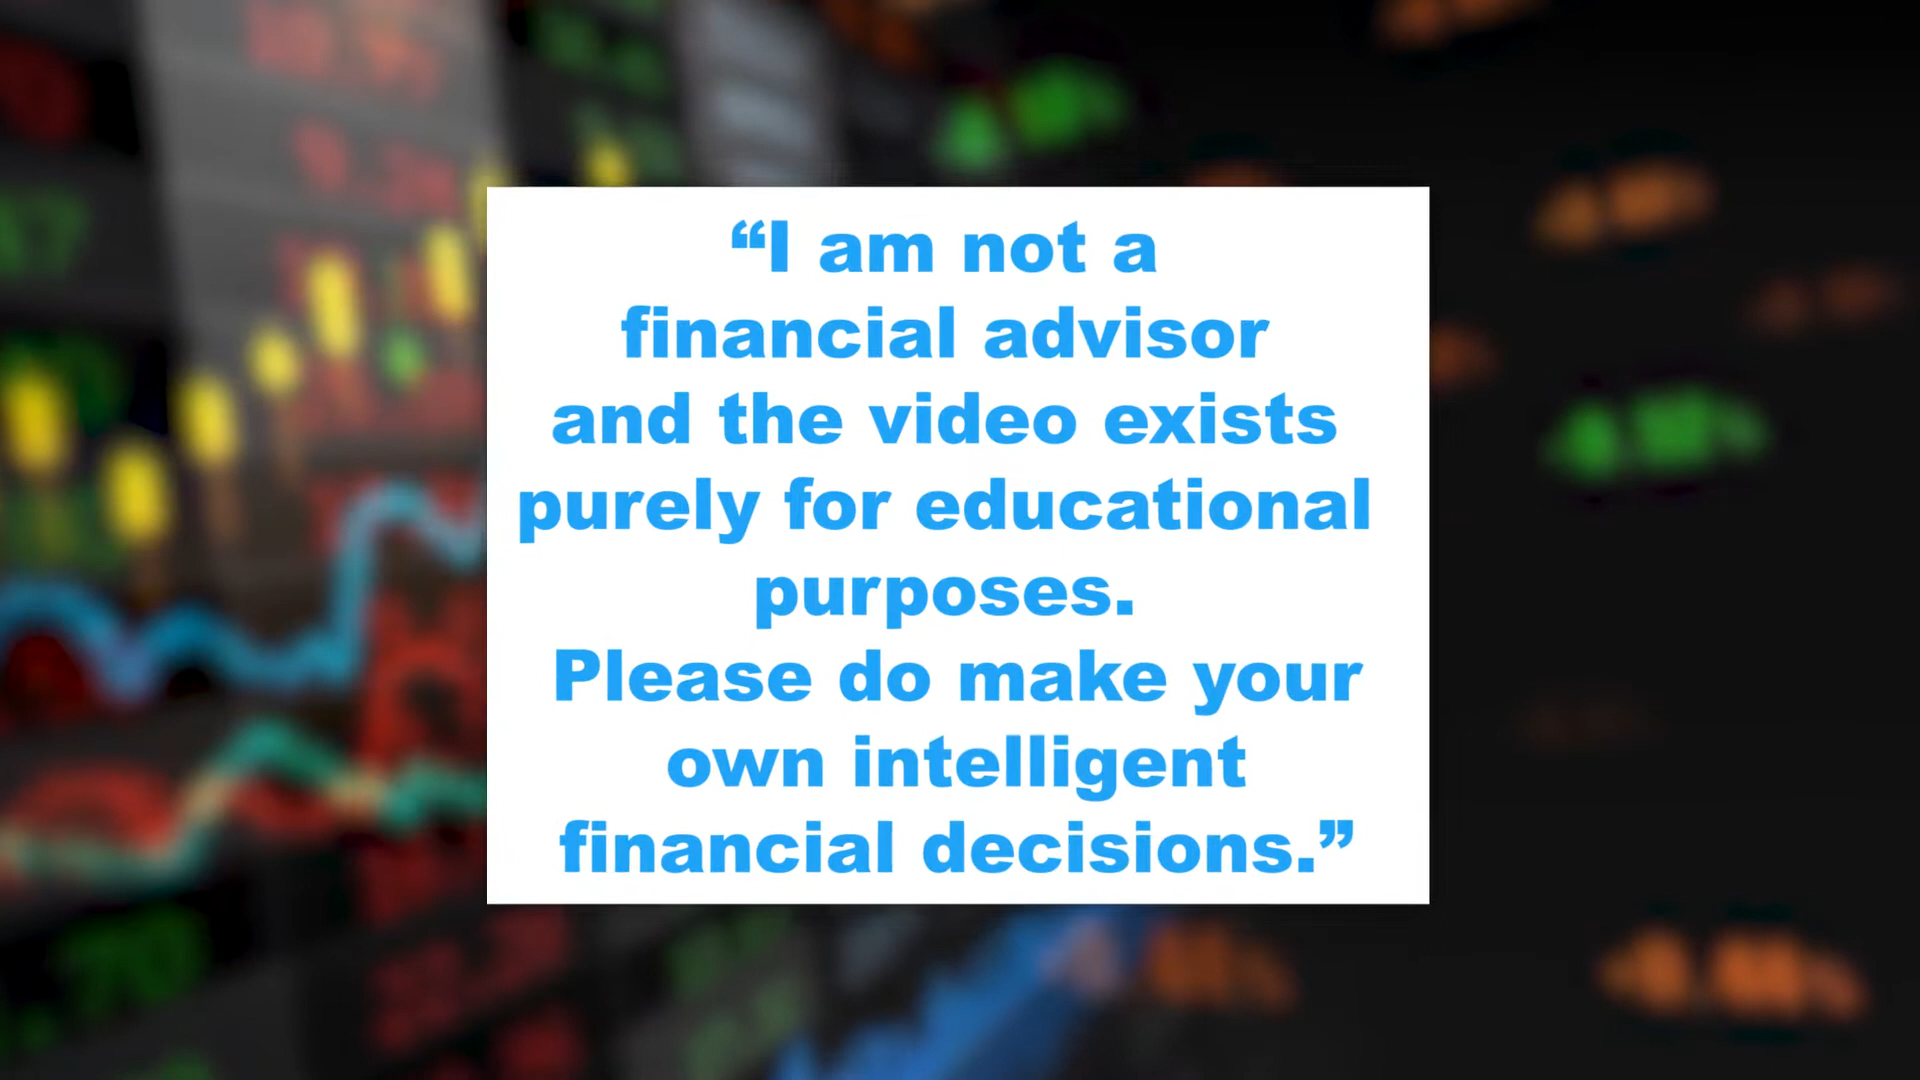 “I am not a
financial advisor
and the video exists
purely for educational
purposes.
Please do make your
own intelligent
financial decisions.”